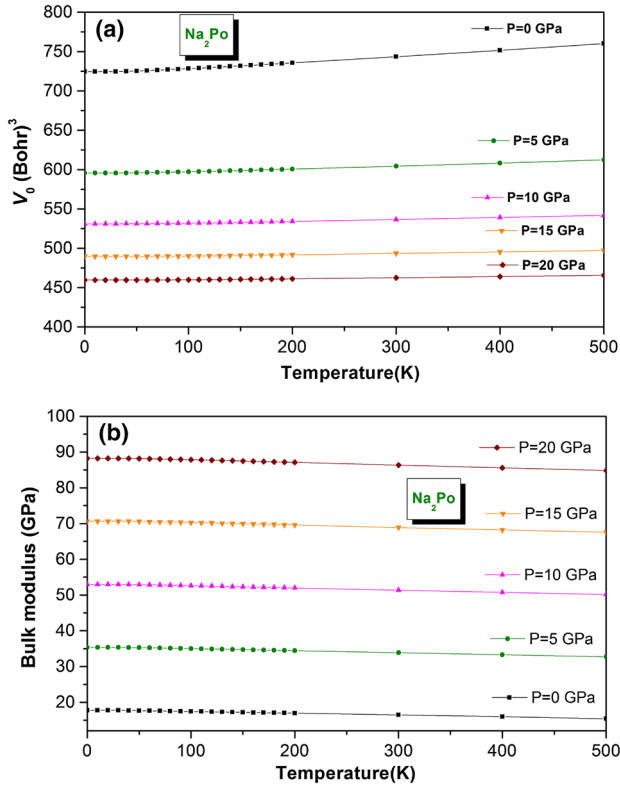 (a)
Na2Po
P=0 GPa
P=5 GPa
P=10 GPa
P=15 GPa
P=20 GPa
V0 (Bohr)3
800
750
700
650
600
550
500
450
400
0 100 200 300 400 500
Temperature(K)
(b)
P=20 GPa
Na2Po
P=15 GPa
P=10 GPa
P=5 GPa
P=0 GPa
Bulk modulus (GPa)
100
90
80
70
60
50
40
30
20
0 100 200 300 400 500
Temperature(K)